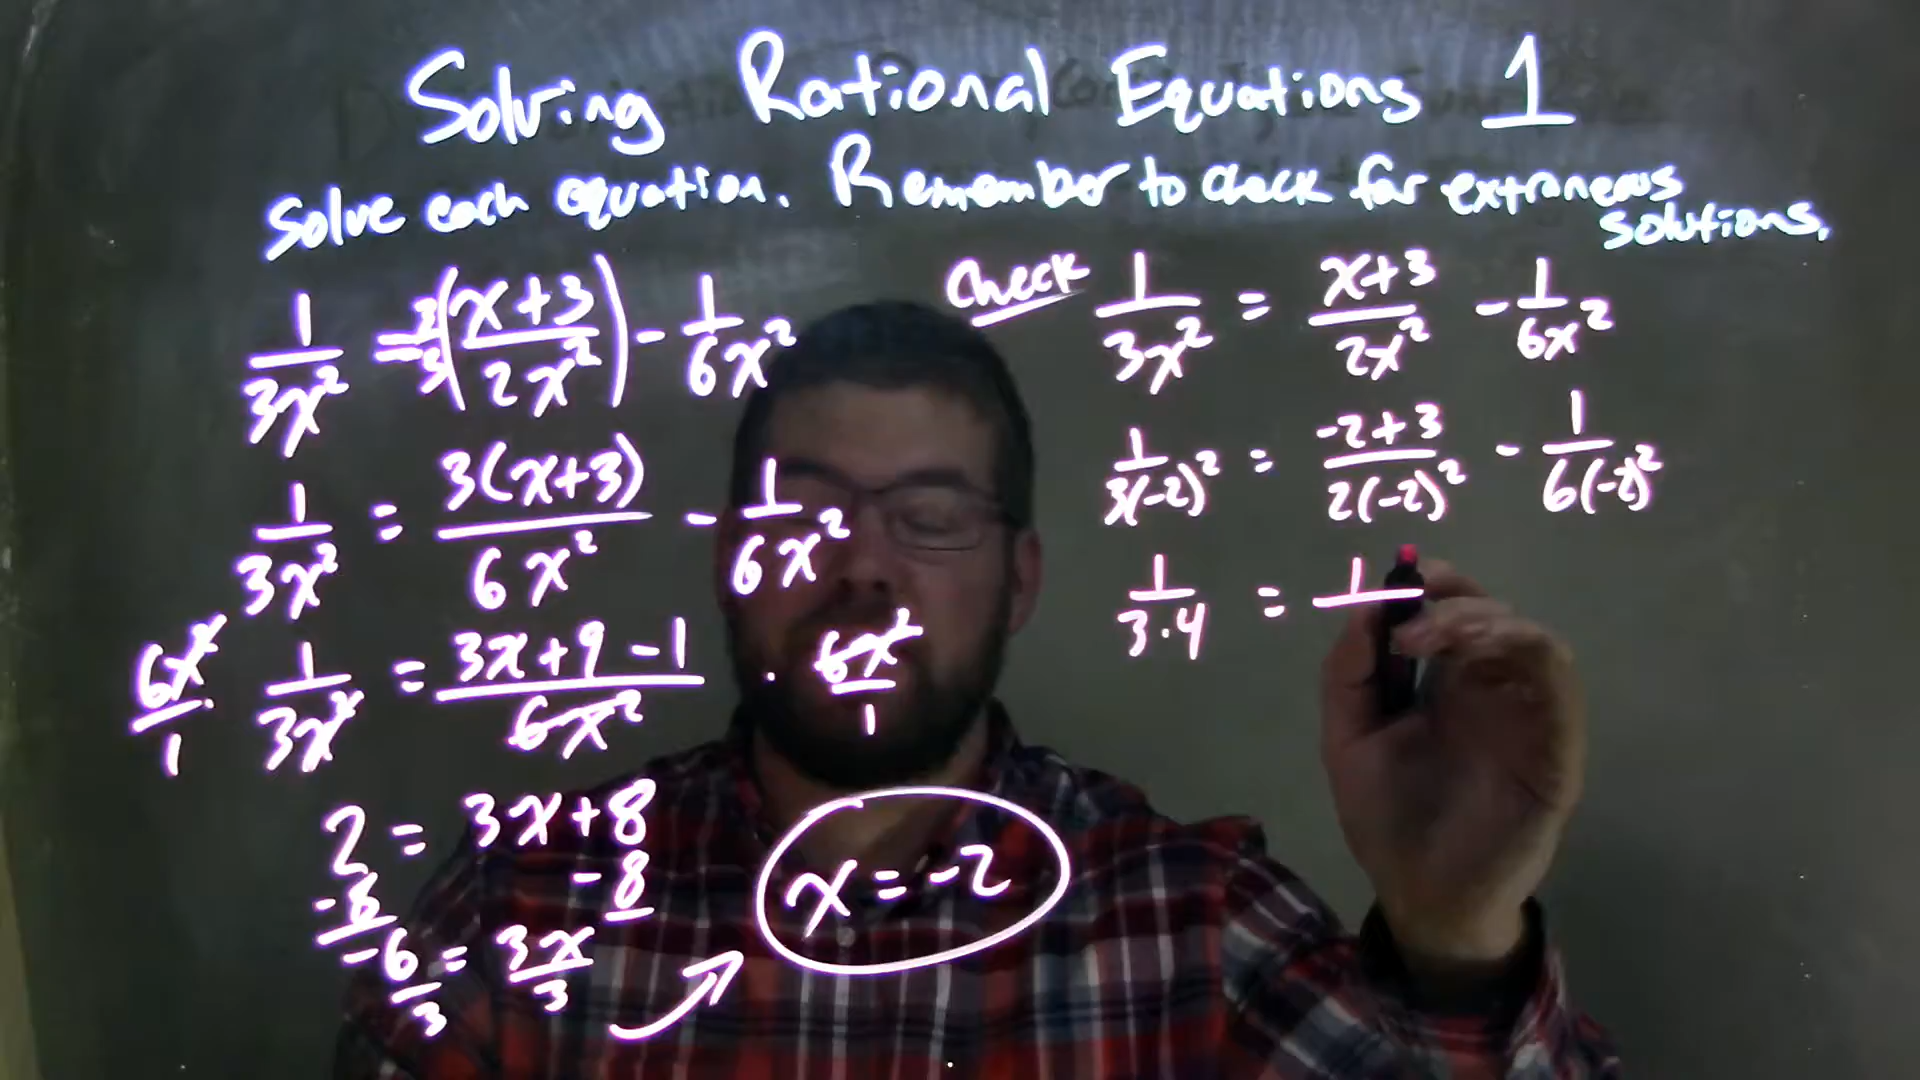 Solving Rational Equations 1
Solve each equation. Remember to check for extraneous
solutions.
1/3x² = 3/3((x+3)/2x²) - 1/6x²
1/3x² = 3(x+3)/6x² - 1/6x²
6x²/1 · 1/3x² = (3x+9-1)/6x² · 6x²/1
2 = 3x+8
-8 -8
-6/3 = 3x/3
x = -2
Check 1/3x² = (x+3)/2x² - 1/6x²
1/3(-2)² = (-2+3)/2(-2)² - 1/6(-2)²
1/3·4 = 1/